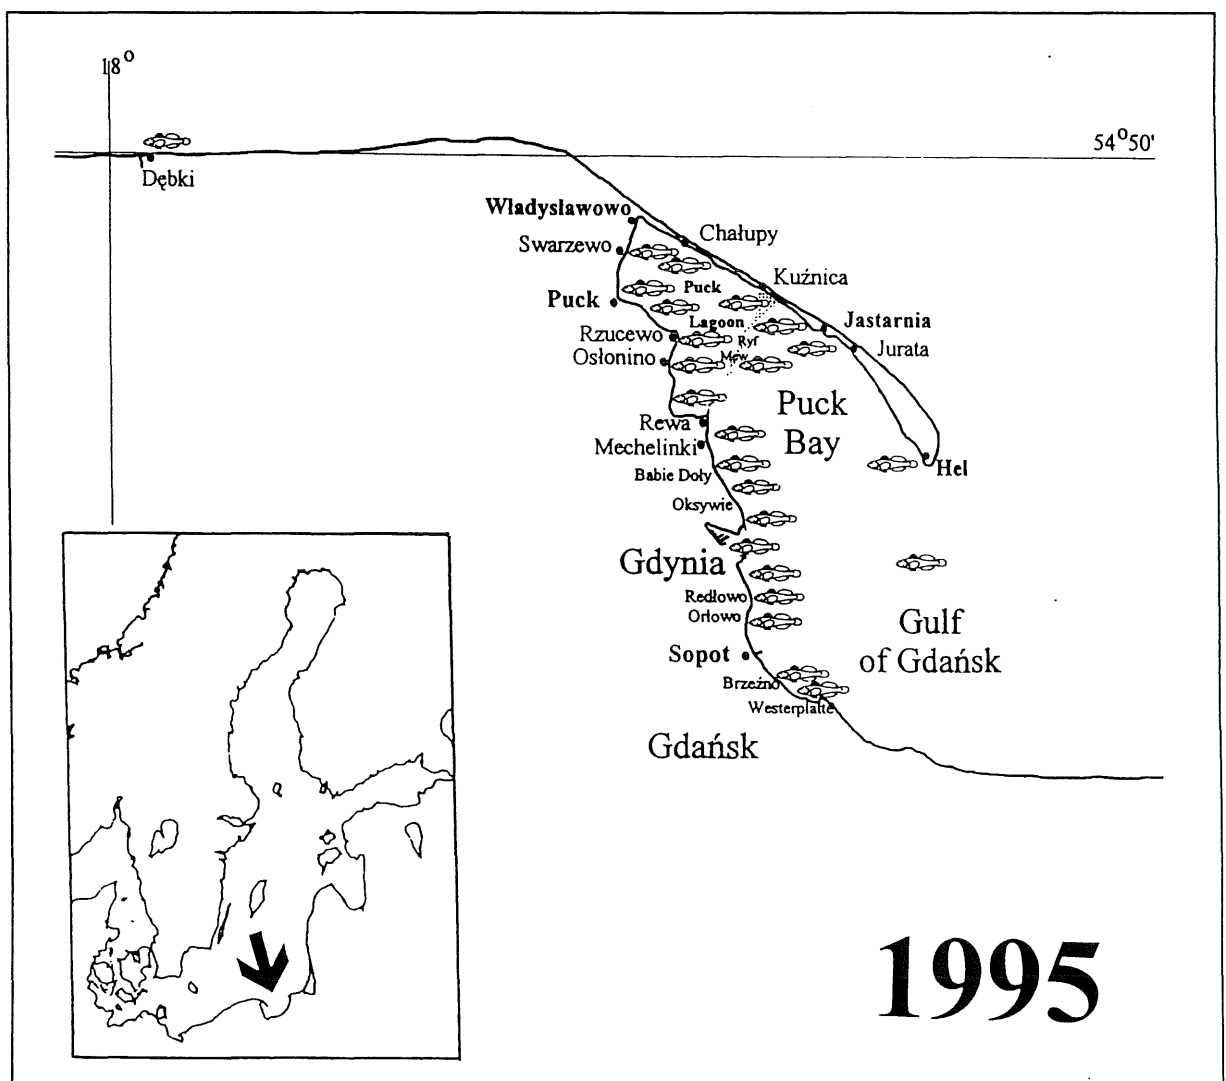 18°
54°50'
Dębki
Władysławowo
Chałupy
Swarzewo
Kuźnica
Puck
Puck
Lagoon
Jastarnia
Rzucewo
Ryf
Jurata
Osłonino
Mew
Puck
Bay
Rewa
Mechelinki
Hel
Babie Doły
Oksywie
Gdynia
Redłowo
Orłowo
Gulf
of Gdańsk
Sopot
Brzeźno
Westerplatte
Gdańsk
1995